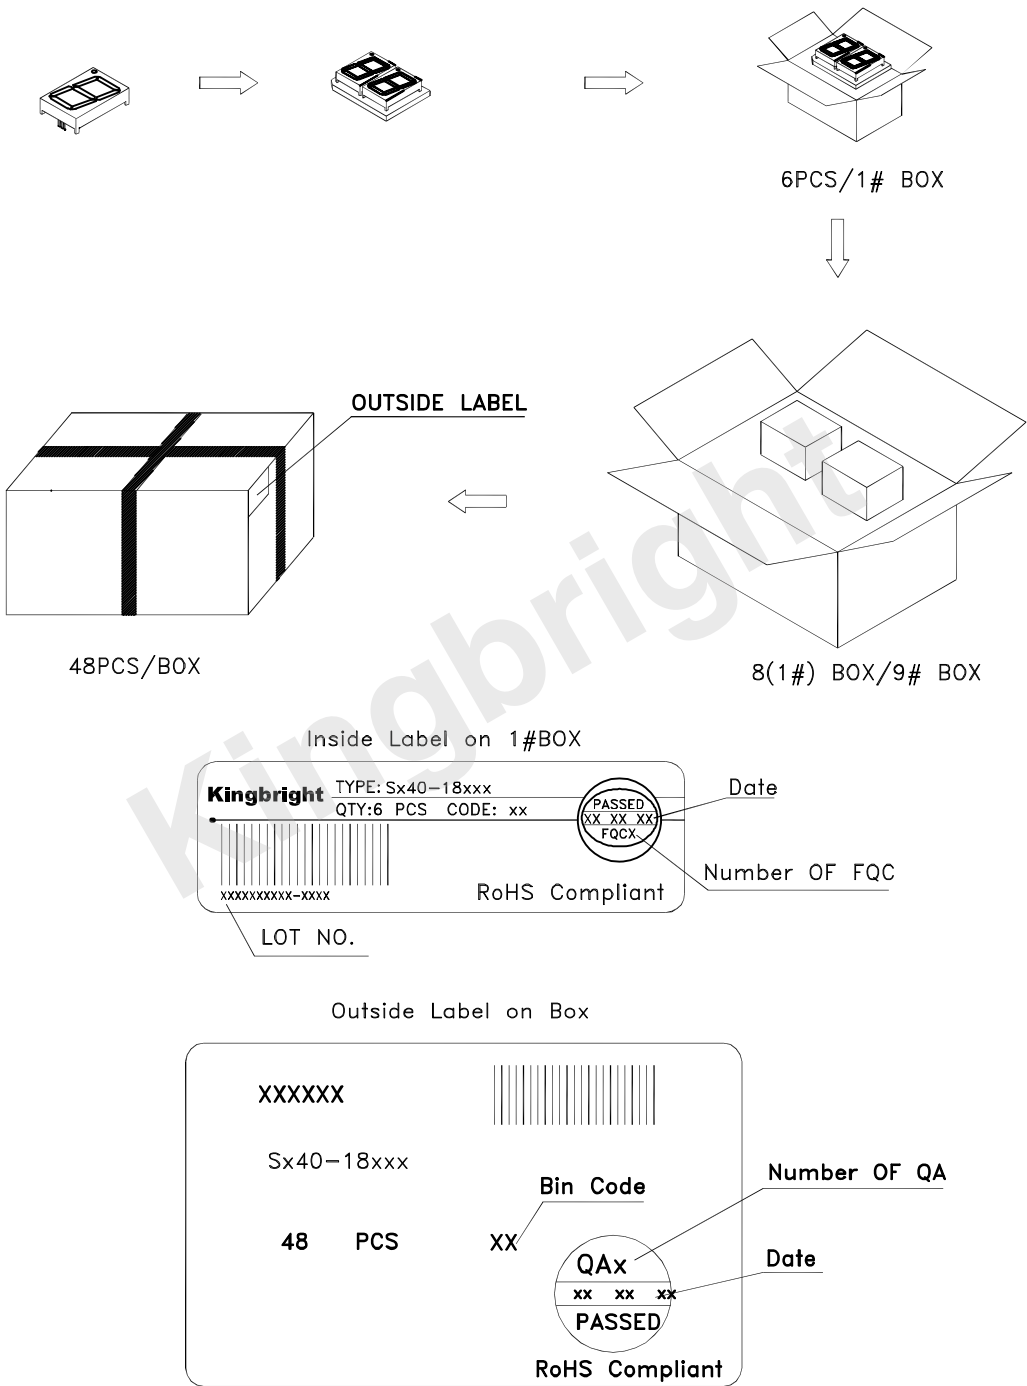 6PCS/1# BOX
OUTSIDE LABEL
48PCS/BOX
8(1#) BOX/9# BOX
Kingbright
Inside Label on 1#BOX
Kingbright
TYPE: Sx40-18xxx
QTY:6 PCS CODE: xx
PASSED
XX XX XX
FQCX
Date
Number OF FQC
xxxxxxxxxx-xxxx
RoHS Compliant
LOT NO.
Outside Label on Box
XXXXXX
Sx40-18xxx
Bin Code
Number OF QA
48 PCS
XX
QAx
Date
xx xx xx
PASSED
RoHS Compliant